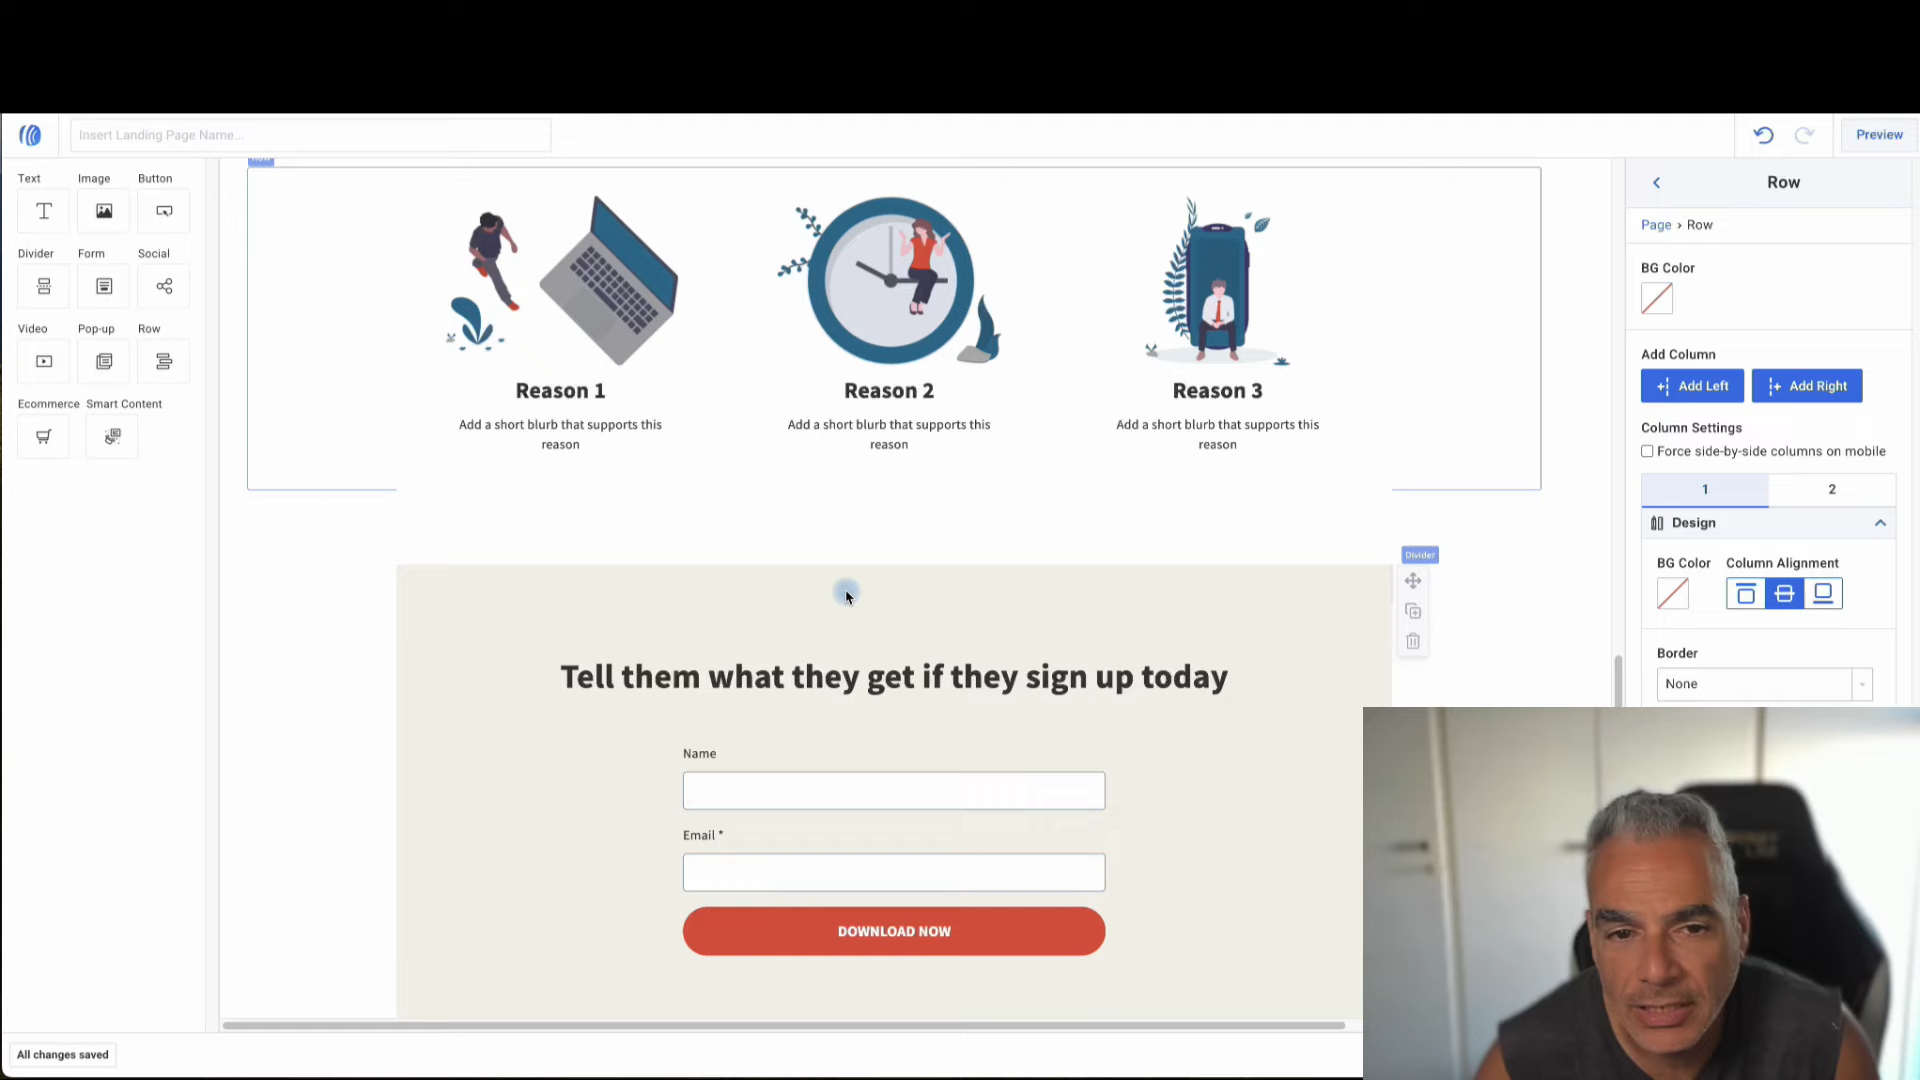 Insert Landing Page Name...
Preview
Text
Image
Button
Divider
Form
Social
Video
Pop-up
Row
Ecommerce
Smart Content
Reason 1
Add a short blurb that supports this
reason
Reason 2
Add a short blurb that supports this
reason
Reason 3
Add a short blurb that supports this
reason
Divider
Tell them what they get if they sign up today
Name
Email *
DOWNLOAD NOW
Row
Page › Row
BG Color
Add Column
Add Left
Add Right
Column Settings
Force side-by-side columns on mobile
1
2
Design
BG Color
Column Alignment
Border
None
All changes saved